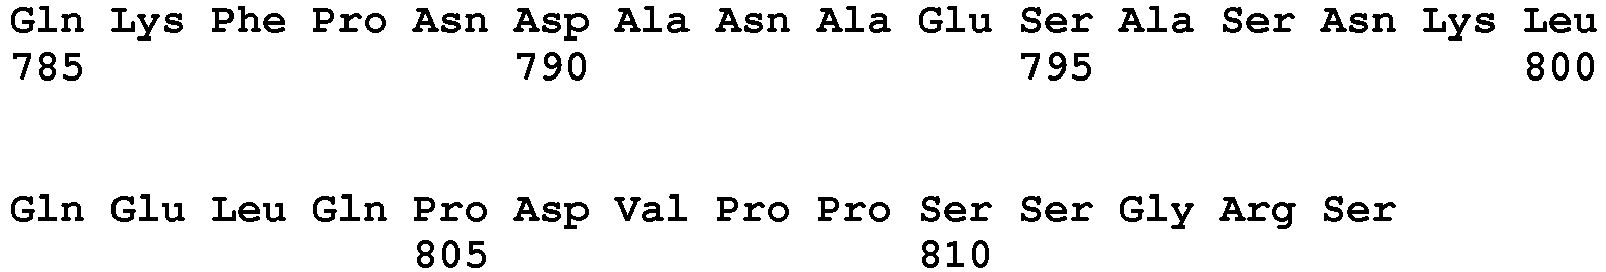 Gln Lys Phe Pro Asn Asp Ala Asn Ala Glu Ser Ala Ser Asn Lys Leu
785 790 795 800
Gln Glu Leu Gln Pro Asp Val Pro Pro Ser Ser Gly Arg Ser
805 810